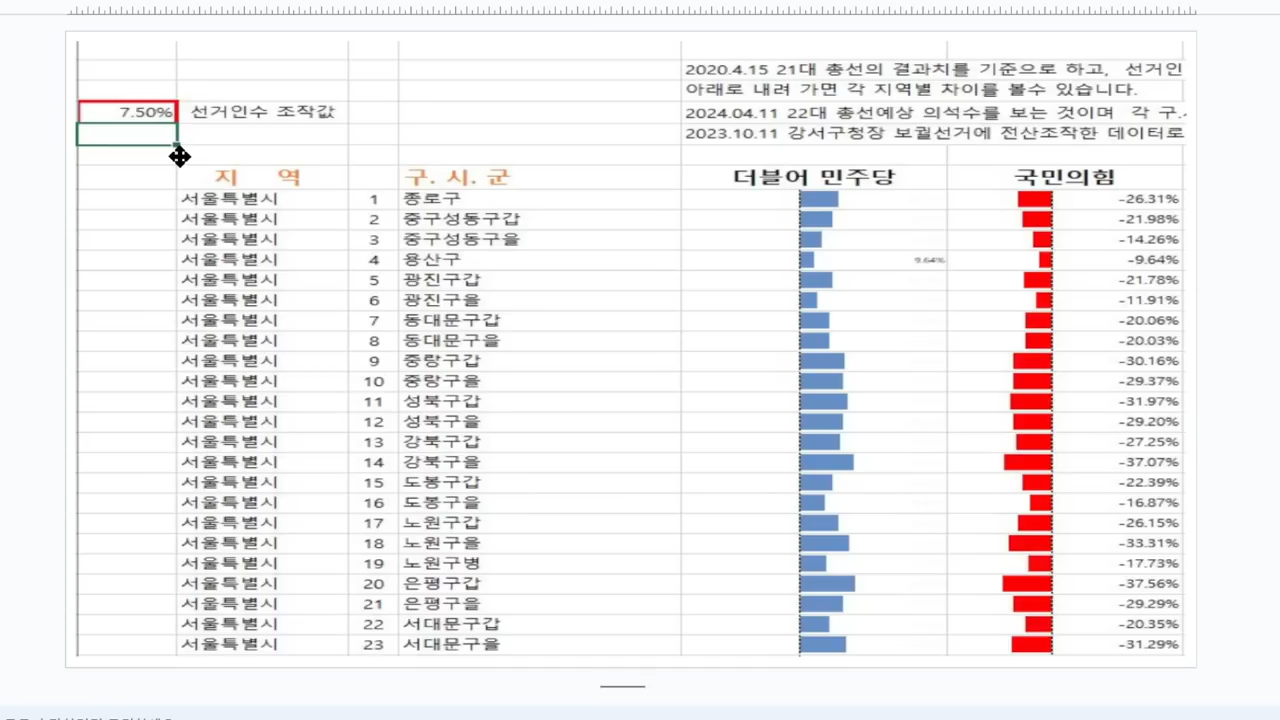 2020.4.15 21대 총선의 결과치를 기준으로 하고, 선거인
아래로 내려 가면 각 지역별 차이를 볼수 있습니다.
7.50% 선거인수 조작값 2024.04.11 22대 총선예상 의석수를 보는 것이며 각 구.
2023.10.11 강서구청장 보궐선거에 전산조작한 데이터로
지 역 구. 시. 군 더불어 민주당 국민의힘
서울특별시 1 종로구 -26.31%
서울특별시 2 중구성동구갑 -21.98%
서울특별시 3 중구성동구을 -14.26%
서울특별시 4 용산구 9.64% -9.64%
서울특별시 5 광진구갑 -21.78%
서울특별시 6 광진구을 -11.91%
서울특별시 7 동대문구갑 -20.06%
서울특별시 8 동대문구을 -20.03%
서울특별시 9 중랑구갑 -30.16%
서울특별시 10 중랑구을 -29.37%
서울특별시 11 성북구갑 -31.97%
서울특별시 12 성북구을 -29.20%
서울특별시 13 강북구갑 -27.25%
서울특별시 14 강북구을 -37.07%
서울특별시 15 도봉구갑 -22.39%
서울특별시 16 도봉구을 -16.87%
서울특별시 17 노원구갑 -26.15%
서울특별시 18 노원구을 -33.31%
서울특별시 19 노원구병 -17.73%
서울특별시 20 은평구갑 -37.56%
서울특별시 21 은평구을 -29.29%
서울특별시 22 서대문구갑 -20.35%
서울특별시 23 서대문구을 -31.29%